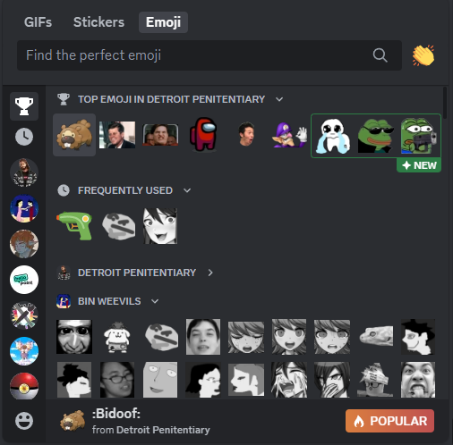 GIFs Stickers Emoji
Find the perfect emoji
TOP EMOJI IN DETROIT PENITENTIARY
NEW
FREQUENTLY USED
DETROIT PENITENTIARY
BIN WEEVILS
:Bidoof:
from Detroit Penitentiary
POPULAR